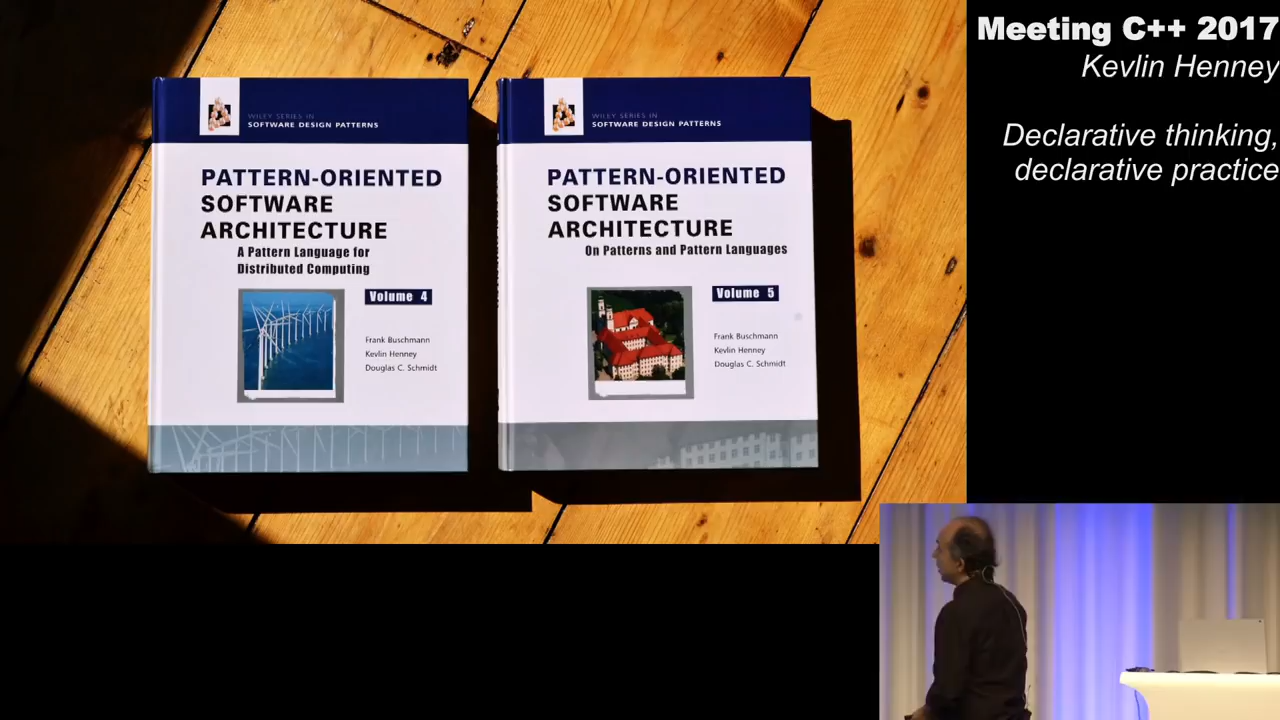 WILEY SERIES IN
SOFTWARE DESIGN PATTERNS
PATTERN-ORIENTED
SOFTWARE
ARCHITECTURE
A Pattern Language for
Distributed Computing
Volume 4
Frank Buschmann
Kevlin Henney
Douglas C. Schmidt
WILEY SERIES IN
SOFTWARE DESIGN PATTERNS
PATTERN-ORIENTED
SOFTWARE
ARCHITECTURE
On Patterns and Pattern Languages
Volume 5
Frank Buschmann
Kevlin Henney
Douglas C. Schmidt
Meeting C++ 2017
Kevlin Henney
Declarative thinking,
declarative practice